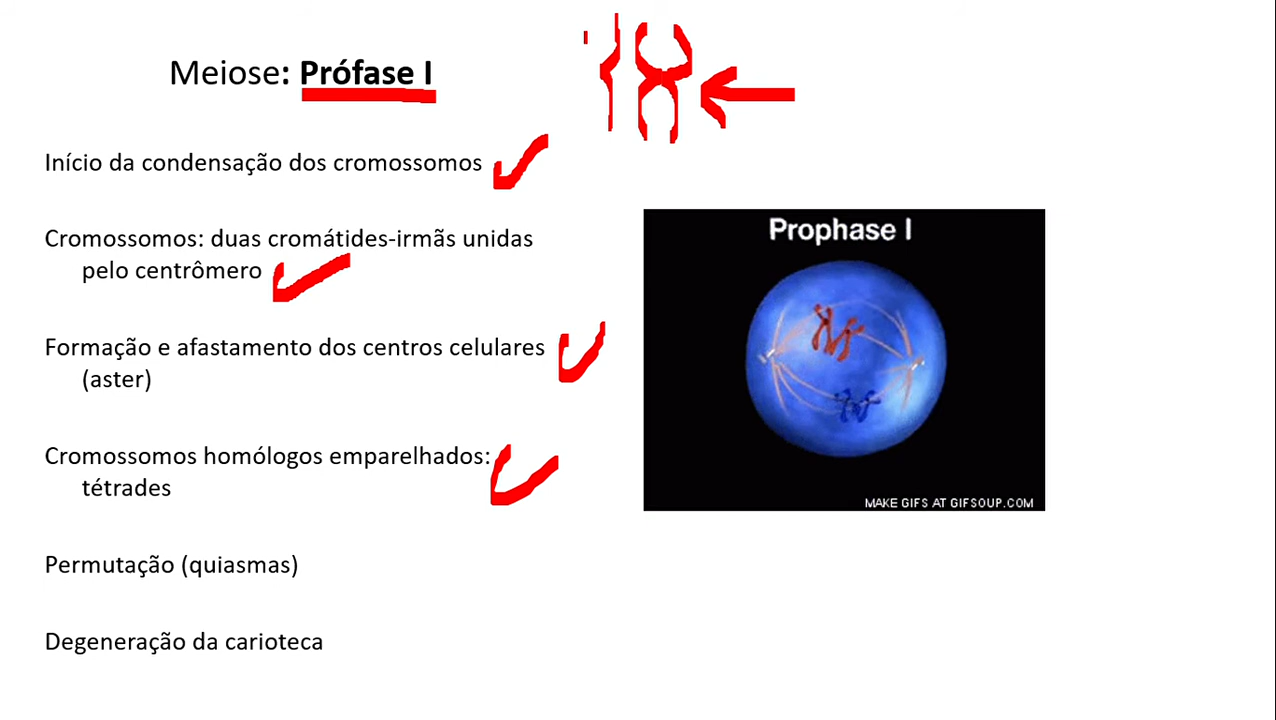 Meiose: Prófase I
Início da condensação dos cromossomos
Cromossomos: duas cromátides-irmãs unidas
pelo centrômero
Formação e afastamento dos centros celulares
(aster)
Cromossomos homólogos emparelhados:
tétrades
Permutação (quiasmas)
Degeneração da carioteca
Prophase I
MAKE GIFS AT GIFSOUP.COM